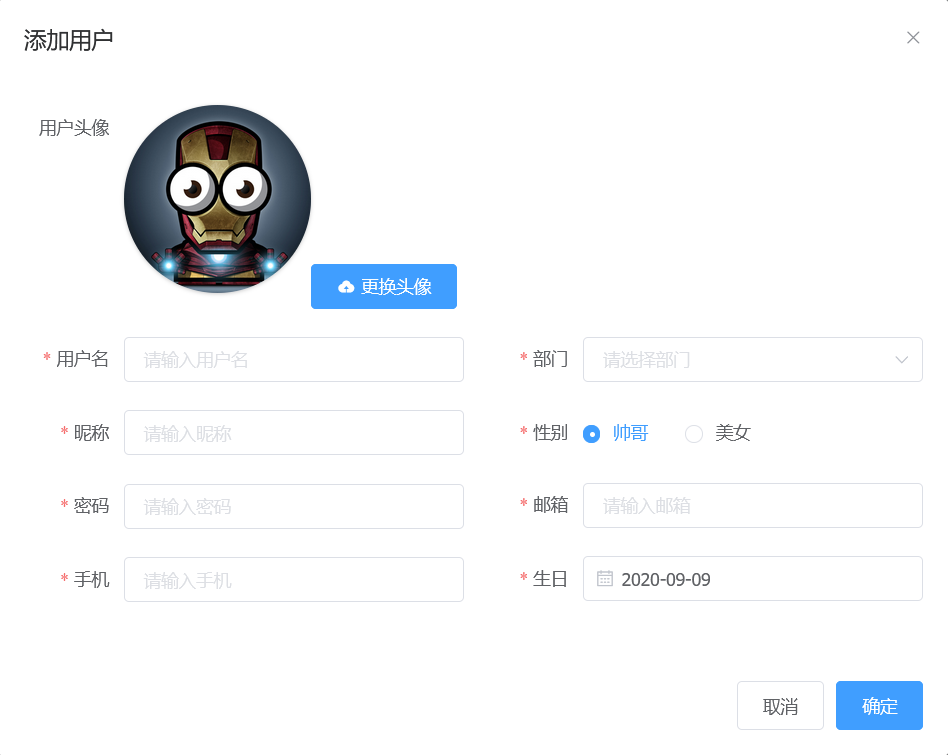 添加用户
用户头像
更换头像
* 用户名 请输入用户名 * 部门 请选择部门
* 昵称 请输入昵称 * 性别 帅哥 美女
* 密码 请输入密码 * 邮箱 请输入邮箱
* 手机 请输入手机 * 生日 2020-09-09
取消 确定